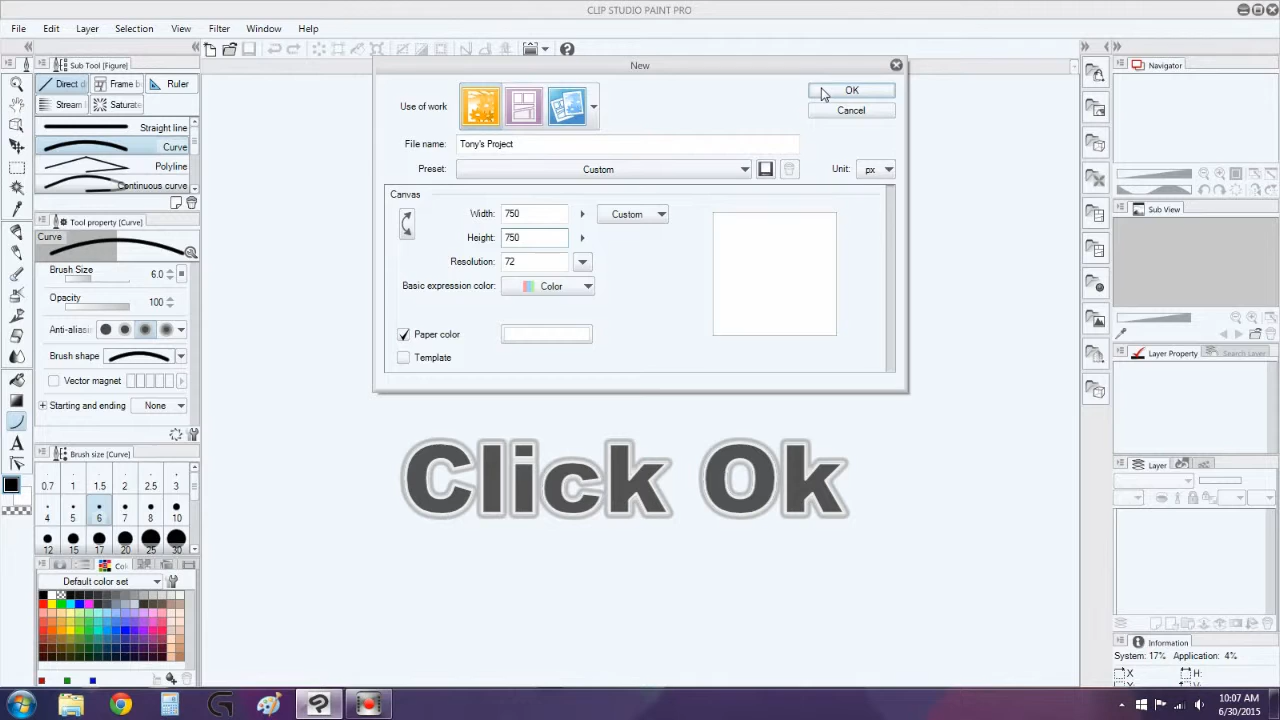 CLIP STUDIO PAINT PRO
File Edit Layer Selection View Filter Window Help
Sub Tool [Figure]
Direct d Frame b Ruler
Stream Saturate
Straight line
Curve
Polyline
Continuous curve
Tool property [Curve]
Curve
Brush Size 6.0
Opacity 100
Anti-aliasin
Brush shape
Vector magnet
Starting and ending None
Brush size [Curve]
0.7 1 1.5 2 2.5 3
4 5 6 7 8 10
12 15 17 20 25 30
Default color set
New
Use of work
OK
Cancel
File name: Tony's Project
Preset: Custom Unit: px
Canvas
Width: 750 Custom
Height: 750
Resolution: 72
Basic expression color: Color
Paper color
Template
Click Ok
Navigator
Sub View
Layer Property Search Layer
Layer
Information
System: 17% Application: 4%
X H:
10:07 AM
6/30/2015